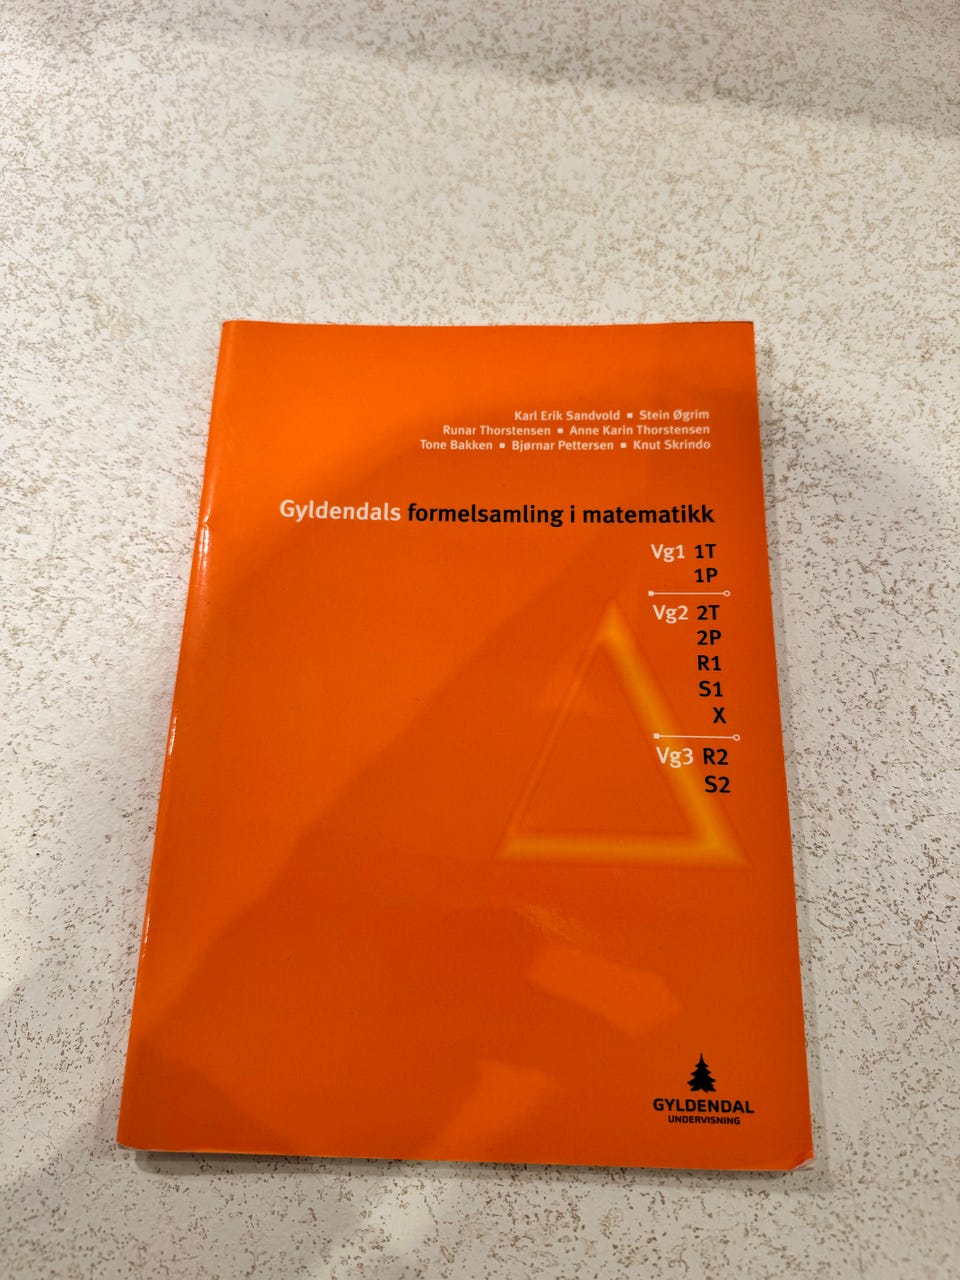 Karl Erik Sandvold ▪ Stein Øgrim
Runar Thorstensen ▪ Anne Karin Thorstensen
Tone Bakken ▪ Bjørnar Pettersen ▪ Knut Skrindo
Gyldendals formelsamling i matematikk
Vg1 1T
1P
Vg2 2T
2P
R1
S1
X
Vg3 R2
S2
GYLDENDAL
UNDERVISNING